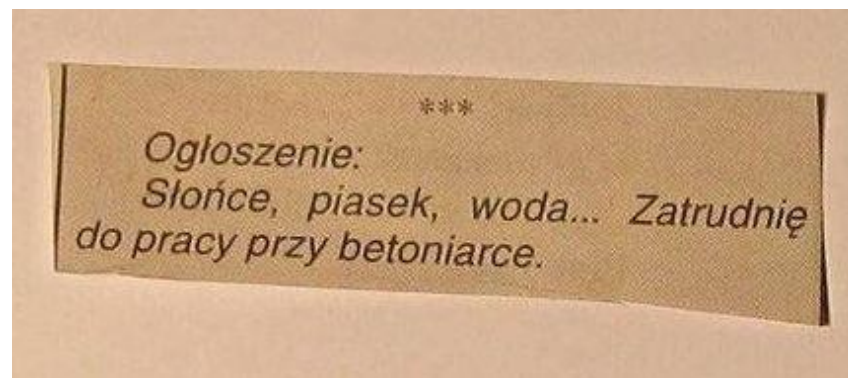 ***
Ogłoszenie:
Słońce, piasek, woda... Zatrudnię
do pracy przy betoniarce.